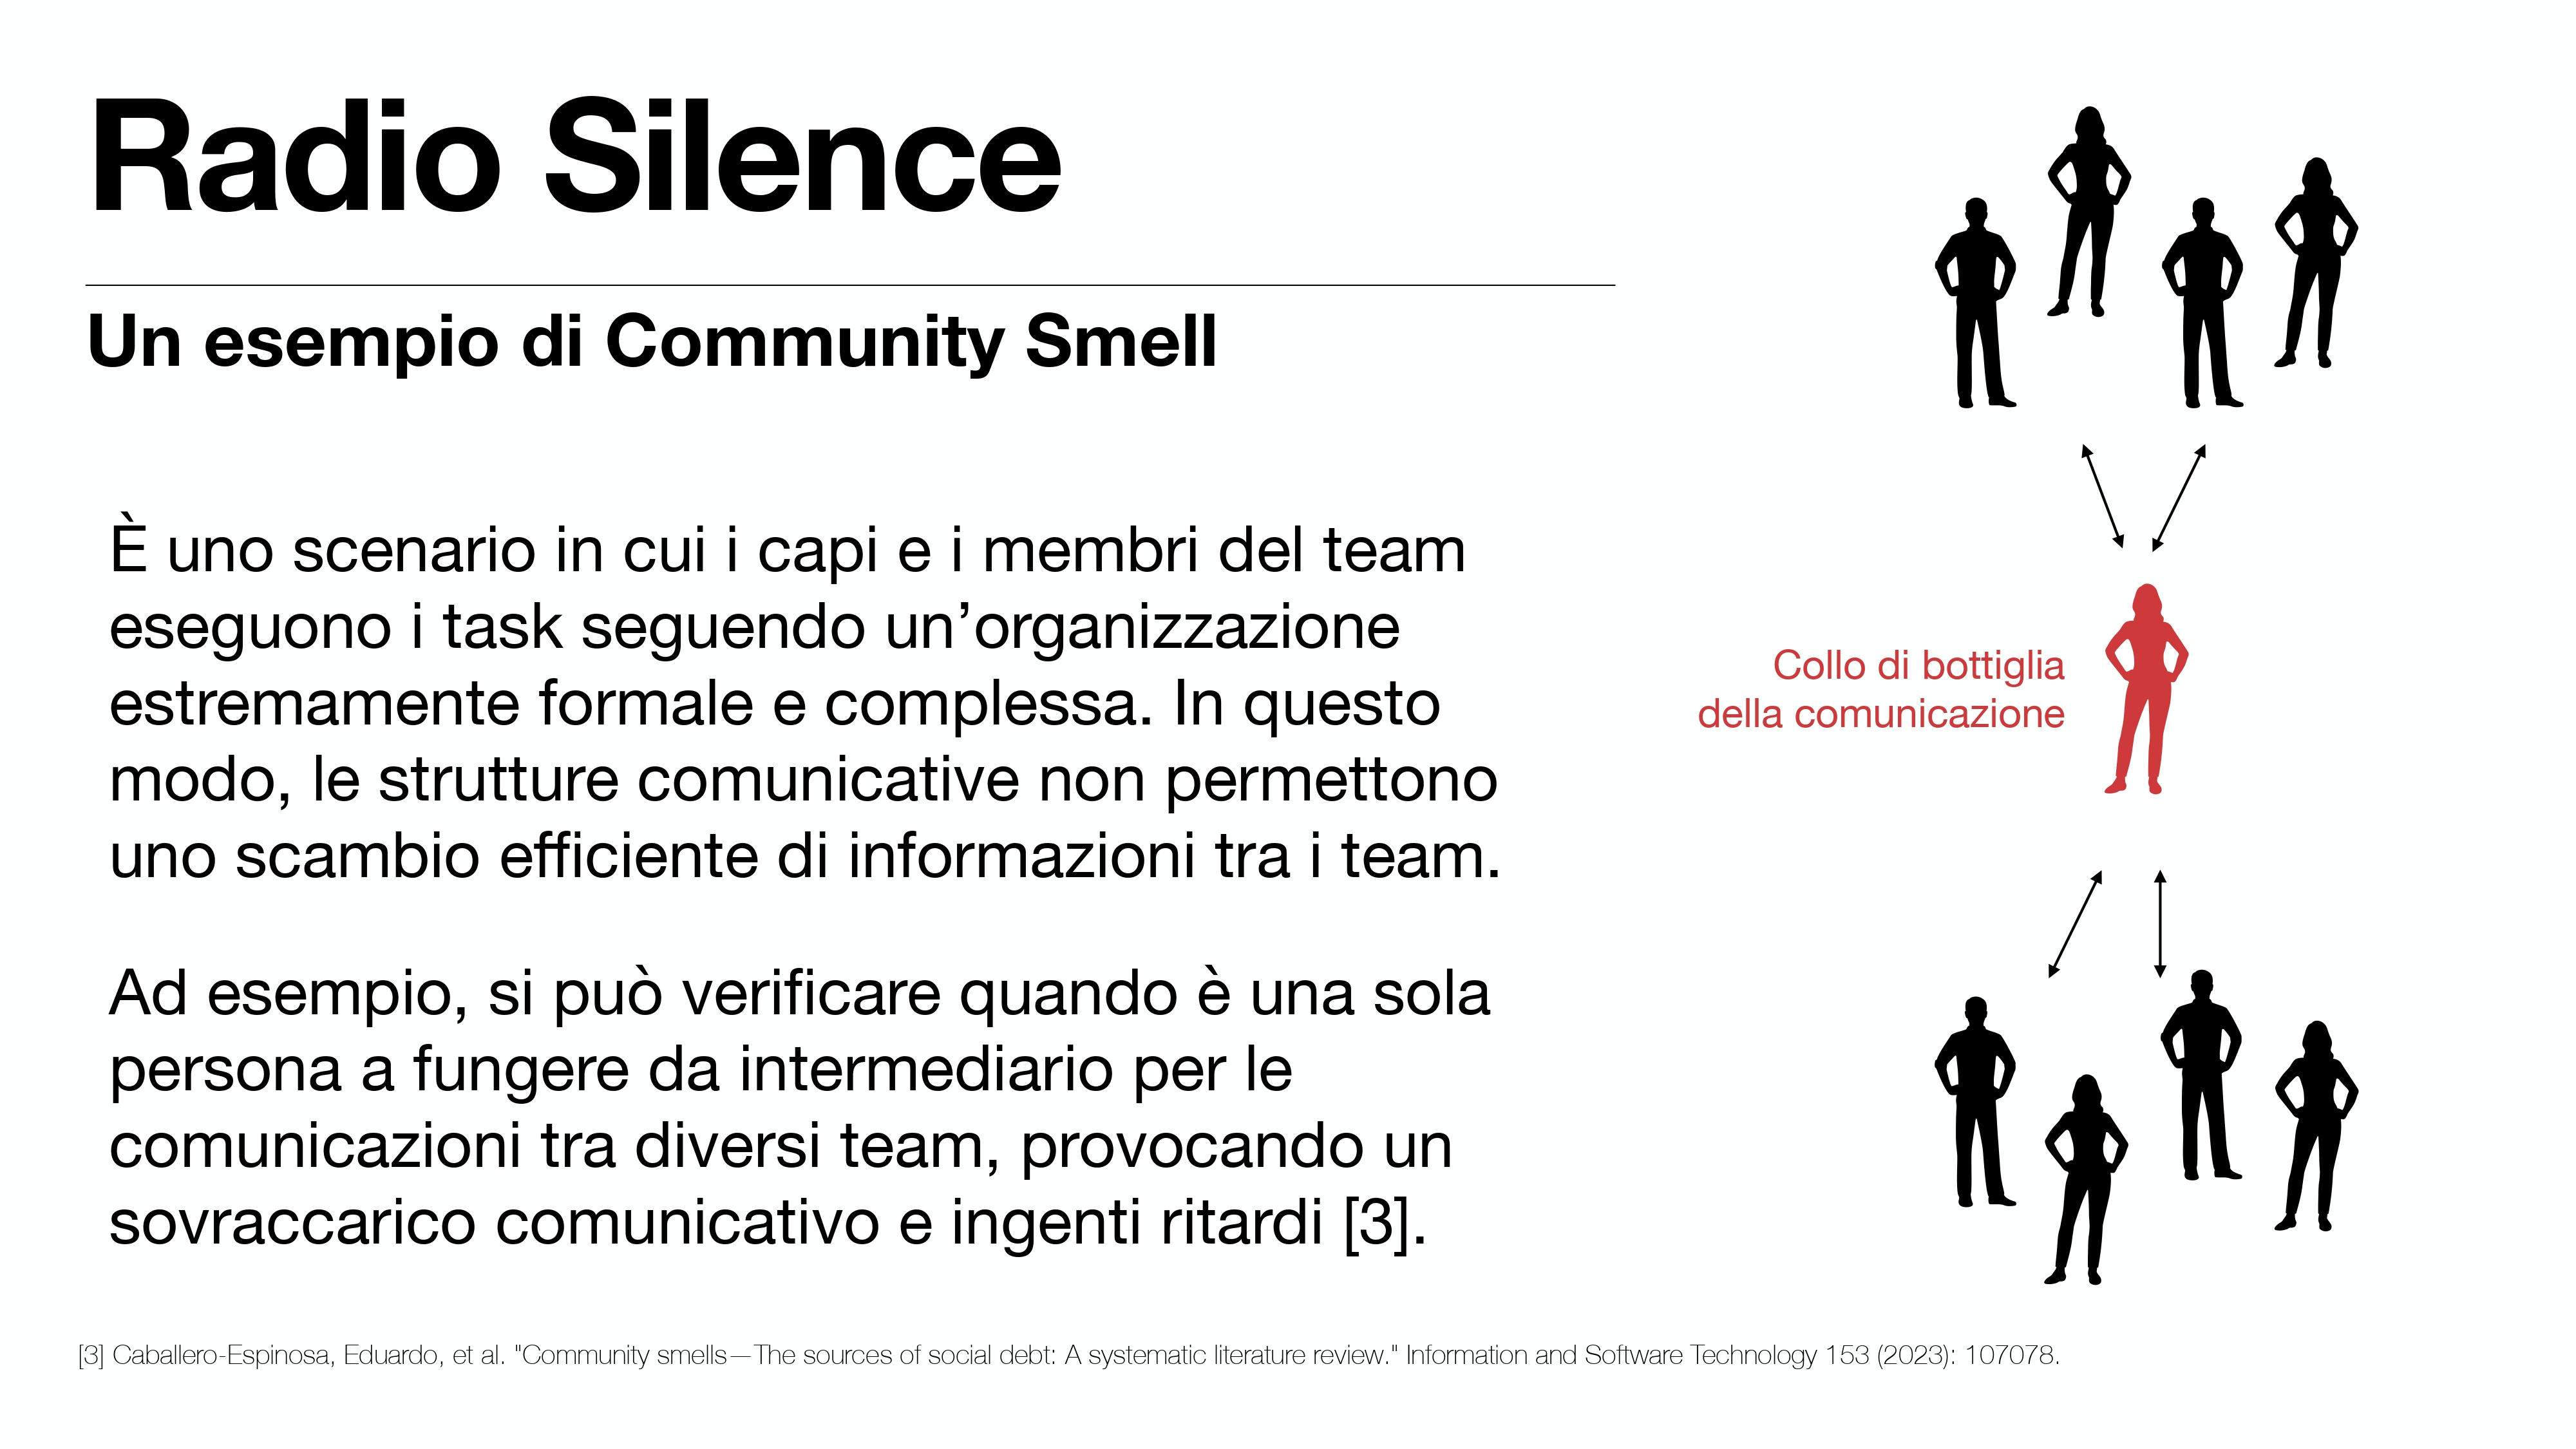 Radio Silence
Un esempio di Community Smell
È uno scenario in cui i capi e i membri del team
eseguono i task seguendo un’organizzazione
estremamente formale e complessa. In questo
modo, le strutture comunicative non permettono
uno scambio efficiente di informazioni tra i team.
Ad esempio, si può verificare quando è una sola
persona a fungere da intermediario per le
comunicazioni tra diversi team, provocando un
sovraccarico comunicativo e ingenti ritardi [3].
Collo di bottiglia
della comunicazione
[3] Caballero-Espinosa, Eduardo, et al. "Community smells—The sources of social debt: A systematic literature review." Information and Software Technology 153 (2023): 107078.